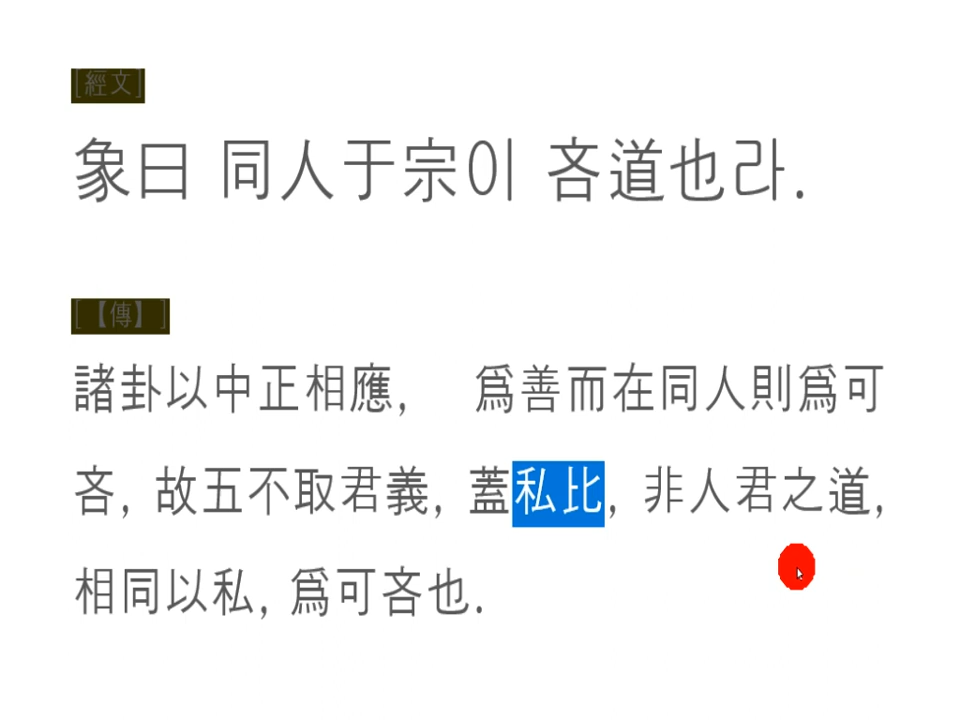 [經文]
象曰 同人于宗이 吝道也라.
[【傳】]
諸卦以中正相應, 爲善而在同人則爲可
吝, 故五不取君義, 蓋私比, 非人君之道,
相同以私, 爲可吝也.